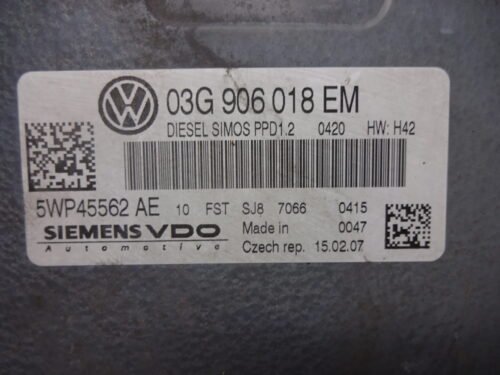 03G 906 018 EM
DIESEL SIMOS PPD1.2 0420 HW: H42
5WP45562 AE 10 FST SJ8 7066 0415
SIEMENS VDO Made in 0047
Automotive Czech rep. 15.02.07